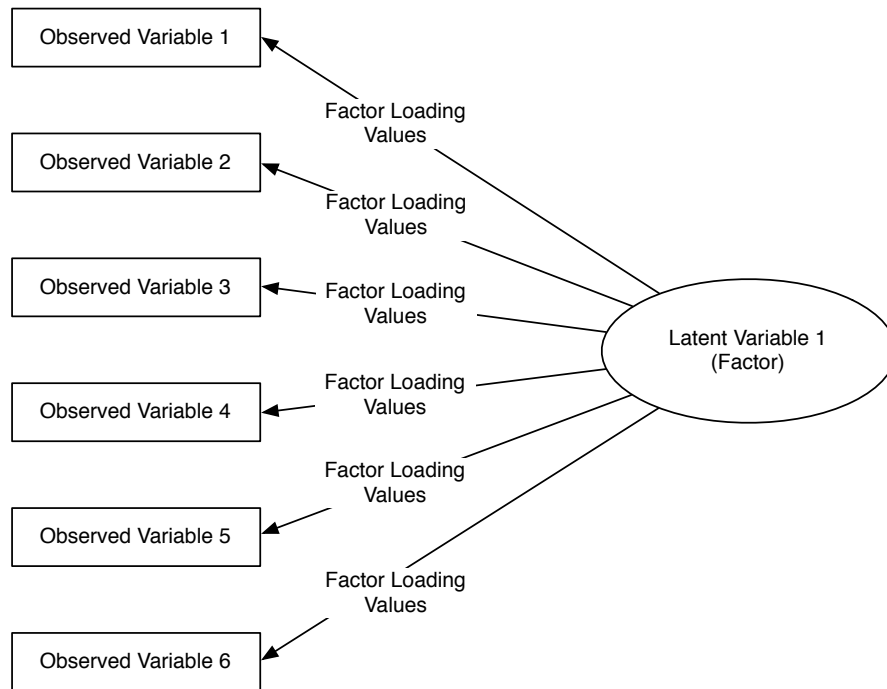 Observed Variable 1
Factor Loading
Values
Observed Variable 2
Factor Loading
Values
Observed Variable 3
Factor Loading
Values
Latent Variable 1
(Factor)
Observed Variable 4
Factor Loading
Values
Observed Variable 5
Factor Loading
Values
Observed Variable 6
Factor Loading
Values